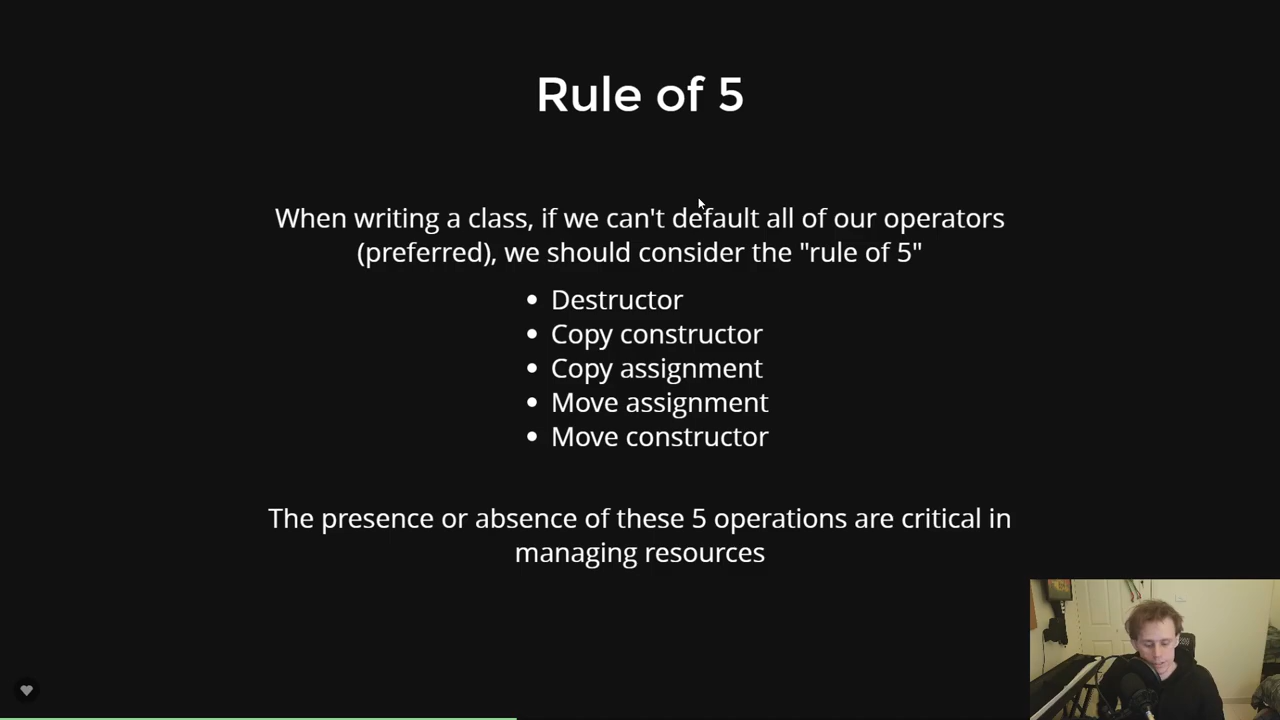 Rule of 5
When writing a class, if we can't default all of our operators
(preferred), we should consider the "rule of 5"
Destructor
Copy constructor
Copy assignment
Move assignment
Move constructor
The presence or absence of these 5 operations are critical in
managing resources